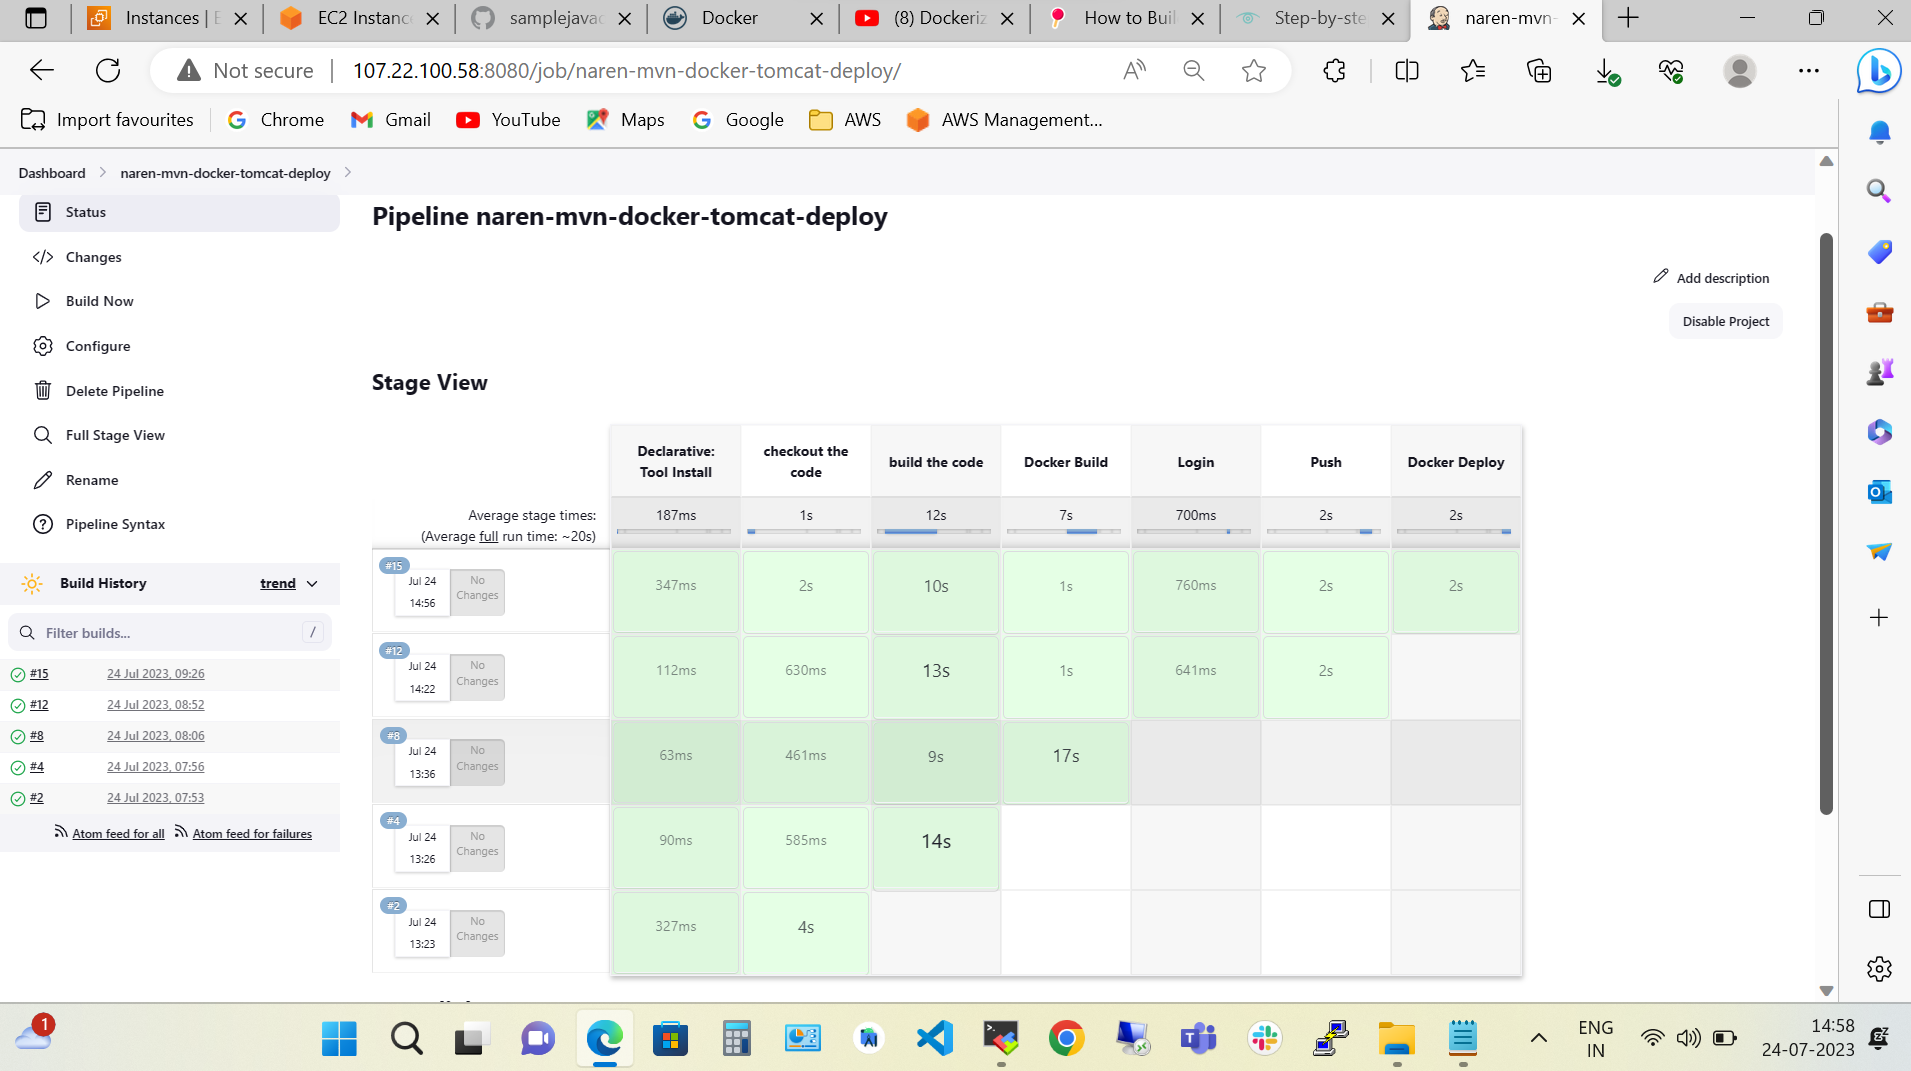 Instances | E
EC2 Instanc
samplejavac
Docker
(8) Dockeriz
How to Buil
Step-by-ste
naren-mvn-
Not secure
107.22.100.58:8080/job/naren-mvn-docker-tomcat-deploy/
Import favourites
Chrome
Gmail
YouTube
Maps
Google
AWS
AWS Management...
Dashboard
naren-mvn-docker-tomcat-deploy
Status
Changes
Build Now
Configure
Delete Pipeline
Full Stage View
Rename
Pipeline Syntax
Build History
trend
Filter builds...
/
#15 24 Jul 2023, 09:26
#12 24 Jul 2023, 08:52
#8 24 Jul 2023, 08:06
#4 24 Jul 2023, 07:56
#2 24 Jul 2023, 07:53
Atom feed for all
Atom feed for failures
Pipeline naren-mvn-docker-tomcat-deploy
Add description
Disable Project
Stage View
Declarative:
Tool Install
checkout the
code
build the code
Docker Build
Login
Push
Docker Deploy
Average stage times:
(Average full run time: ~20s)
187ms
1s
12s
7s
700ms
2s
2s
#15
Jul 24
14:56
No
Changes
347ms
2s
10s
1s
760ms
2s
2s
#12
Jul 24
14:22
No
Changes
112ms
630ms
13s
1s
641ms
2s
#8
Jul 24
13:36
No
Changes
63ms
461ms
9s
17s
#4
Jul 24
13:26
No
Changes
90ms
585ms
14s
#2
Jul 24
13:23
No
Changes
327ms
4s
1
ENG
IN
14:58
24-07-2023